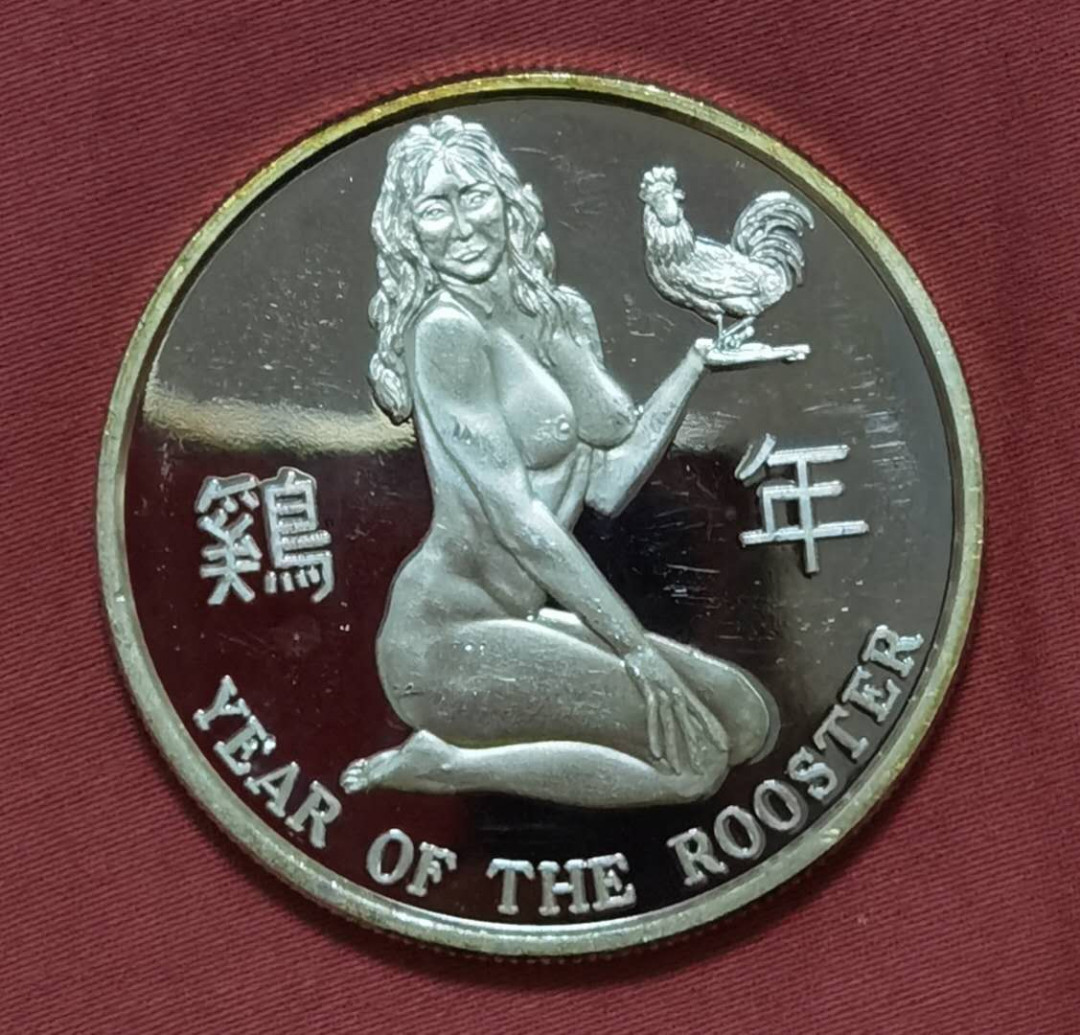 鷄年
YEAR OF THE ROOSTER